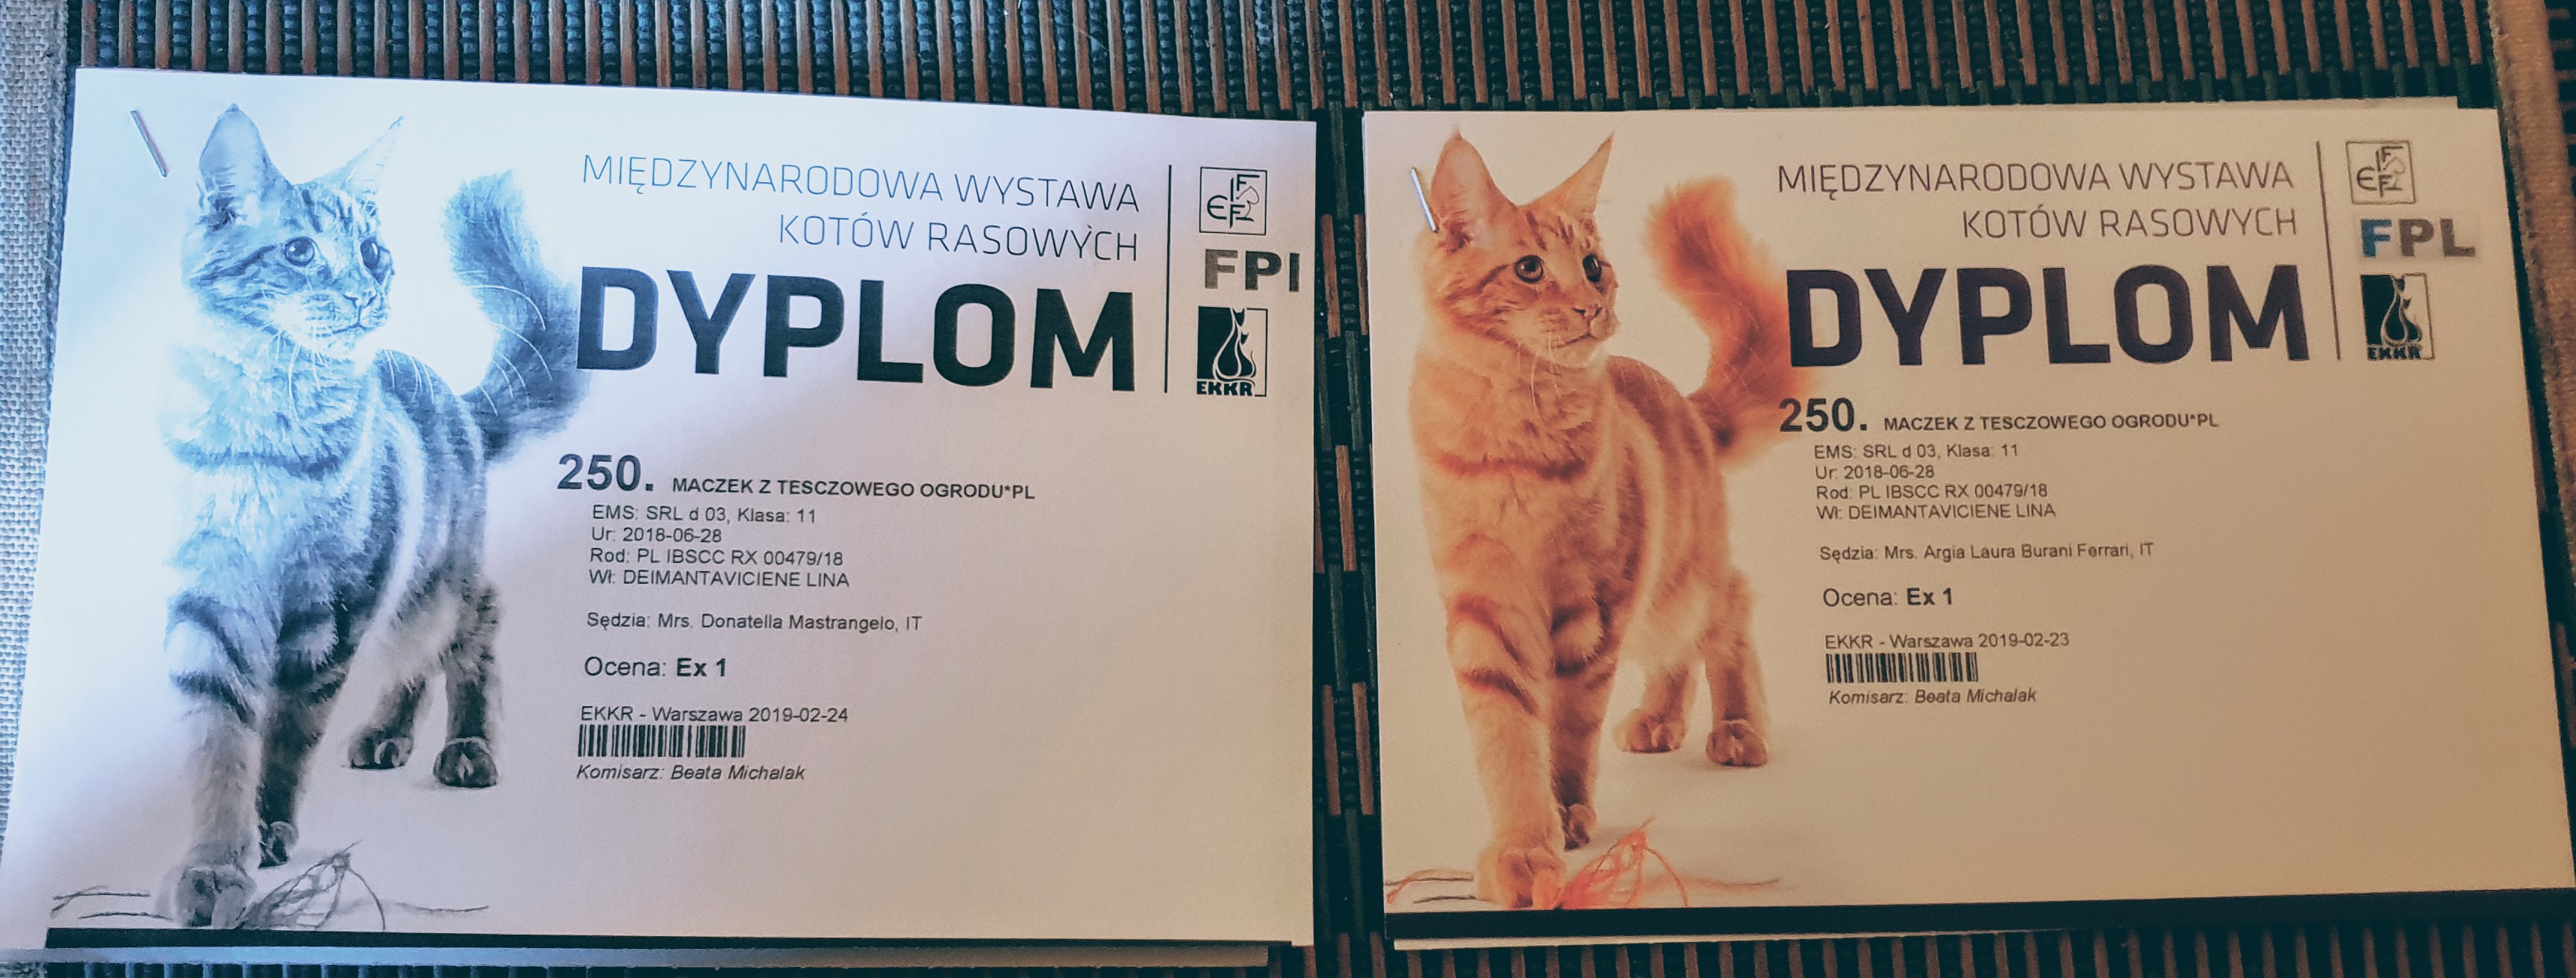 MIĘDZYNARODOWA WYSTAWA
KOTÓW RASOWYCH
DYPLOM
FIFE
FPI
EKKR
250. MACZEK Z TESCZOWEGO OGRODU*PL
EMS: SRL d 03, Klasa: 11
Ur: 2018-06-28
Rod: PL IBSCC RX 00479/18
Wł: DEIMANTAVICIENE LINA
Sędzia: Mrs. Donatella Mastrangelo, IT
Ocena: Ex 1
EKKR - Warszawa 2019-02-24
Komisarz: Beata Michalak
MIĘDZYNARODOWA WYSTAWA
KOTÓW RASOWYCH
DYPLOM
FIFE
FPL
EKKR
250. MACZEK Z TESCZOWEGO OGRODU*PL
EMS: SRL d 03, Klasa: 11
Ur: 2018-06-28
Rod: PL IBSCC RX 00479/18
Wł: DEIMANTAVICIENE LINA
Sędzia: Mrs. Argia Laura Burani Ferrari, IT
Ocena: Ex 1
EKKR - Warszawa 2019-02-23
Komisarz: Beata Michalak